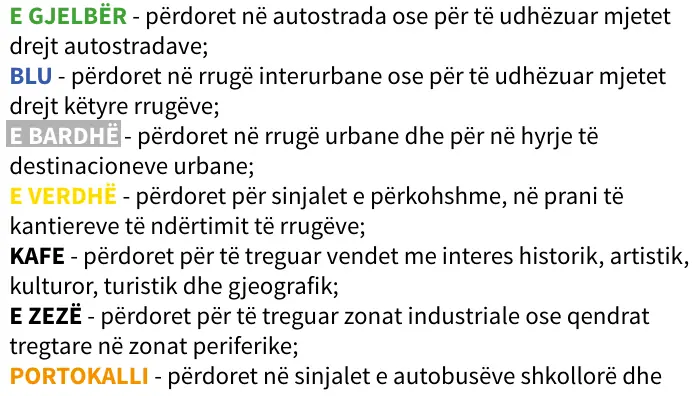 E GJELBËR - përdoret në autostrada ose për të udhëzuar mjetet
drejt autostradave;
BLU - përdoret në rrugë interurbane ose për të udhëzuar mjetet
drejt këtyre rrugëve;
E BARDHË - përdoret në rrugë urbane dhe për në hyrje të
destinacioneve urbane;
E VERDHË - përdoret për sinjalet e përkohshme, në prani të
kantiereve të ndërtimit të rrugëve;
KAFE - përdoret për të treguar vendet me interes historik, artistik,
kulturor, turistik dhe gjeografik;
E ZEZË - përdoret për të treguar zonat industriale ose qendrat
tregtare në zonat periferike;
PORTOKALLI - përdoret në sinjalet e autobusëve shkollorë dhe